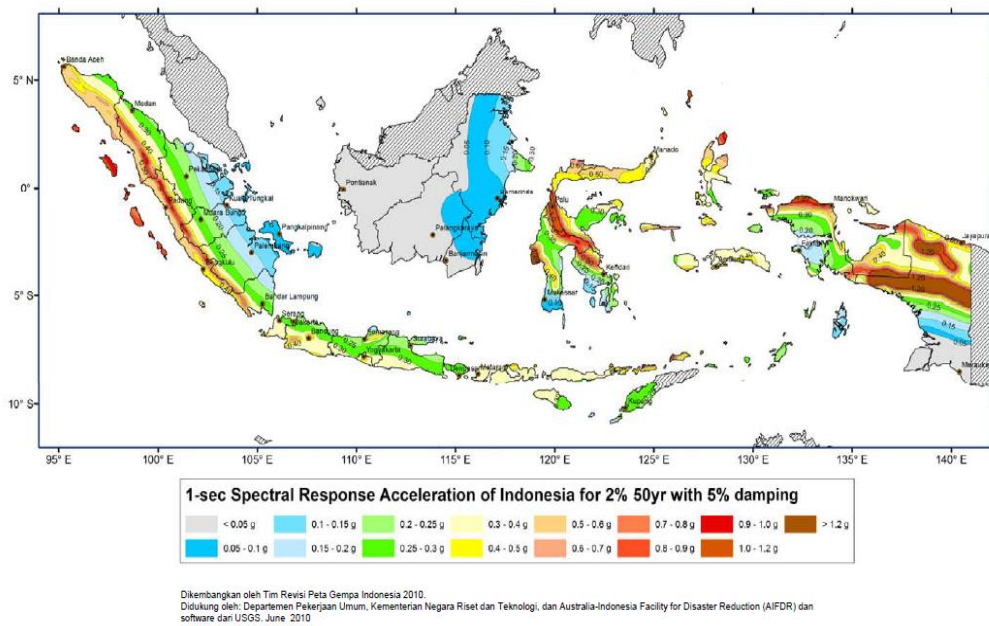 5° N
0°
5° S
10° S
95° E
100° E
105° E
110° E
115° E
120° E
125° E
130° E
135° E
140° E
Banda Aceh
Medan
Padang
Muara Bungo
Kuala Tungkal
Pangkalpinang
Palembang
Bengkulu
Bandar Lampung
Serang
Bandung
Semarang
Yogyakarta
Surabaya
Mataram
Kupang
Pontianak
Palangkaraya
Samarinda
Palu
Manado
Kendari
Makassar
Manokwari
Jayapura
Merauke
1-sec Spectral Response Acceleration of Indonesia for 2% 50yr with 5% damping
< 0.05 g
0.1 - 0.15 g
0.2 - 0.25 g
0.3 - 0.4 g
0.5 - 0.6 g
0.7 - 0.8 g
0.9 - 1.0 g
> 1.2 g
0.05 - 0.1 g
0.15 - 0.2 g
0.25 - 0.3 g
0.4 - 0.5 g
0.6 - 0.7 g
0.8 - 0.9 g
1.0 - 1.2 g
Dikembangkan oleh Tim Revisi Peta Gempa Indonesia 2010.
Didukung oleh: Departemen Pekerjaan Umum, Kementerian Negara Riset dan Teknologi, dan Australia-Indonesia Facility for Disaster Reduction (AIFDR) dan
software dari USGS. June 2010